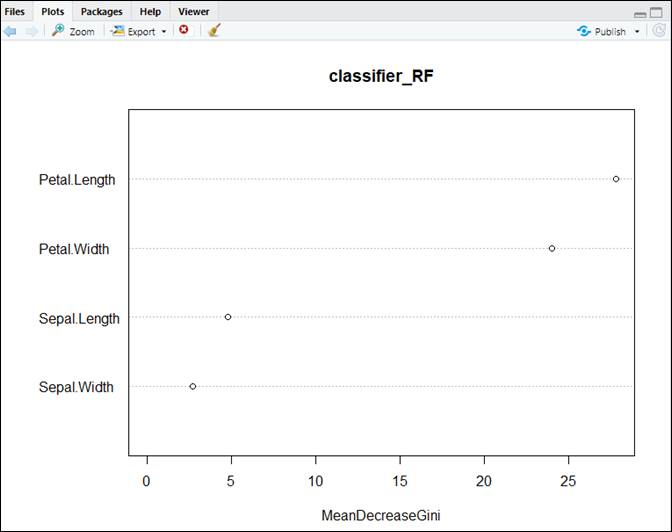 Files Plots Packages Help Viewer
Zoom Export Publish
classifier_RF
Petal.Length
Petal.Width
Sepal.Length
Sepal.Width
0 5 10 15 20 25
MeanDecreaseGini